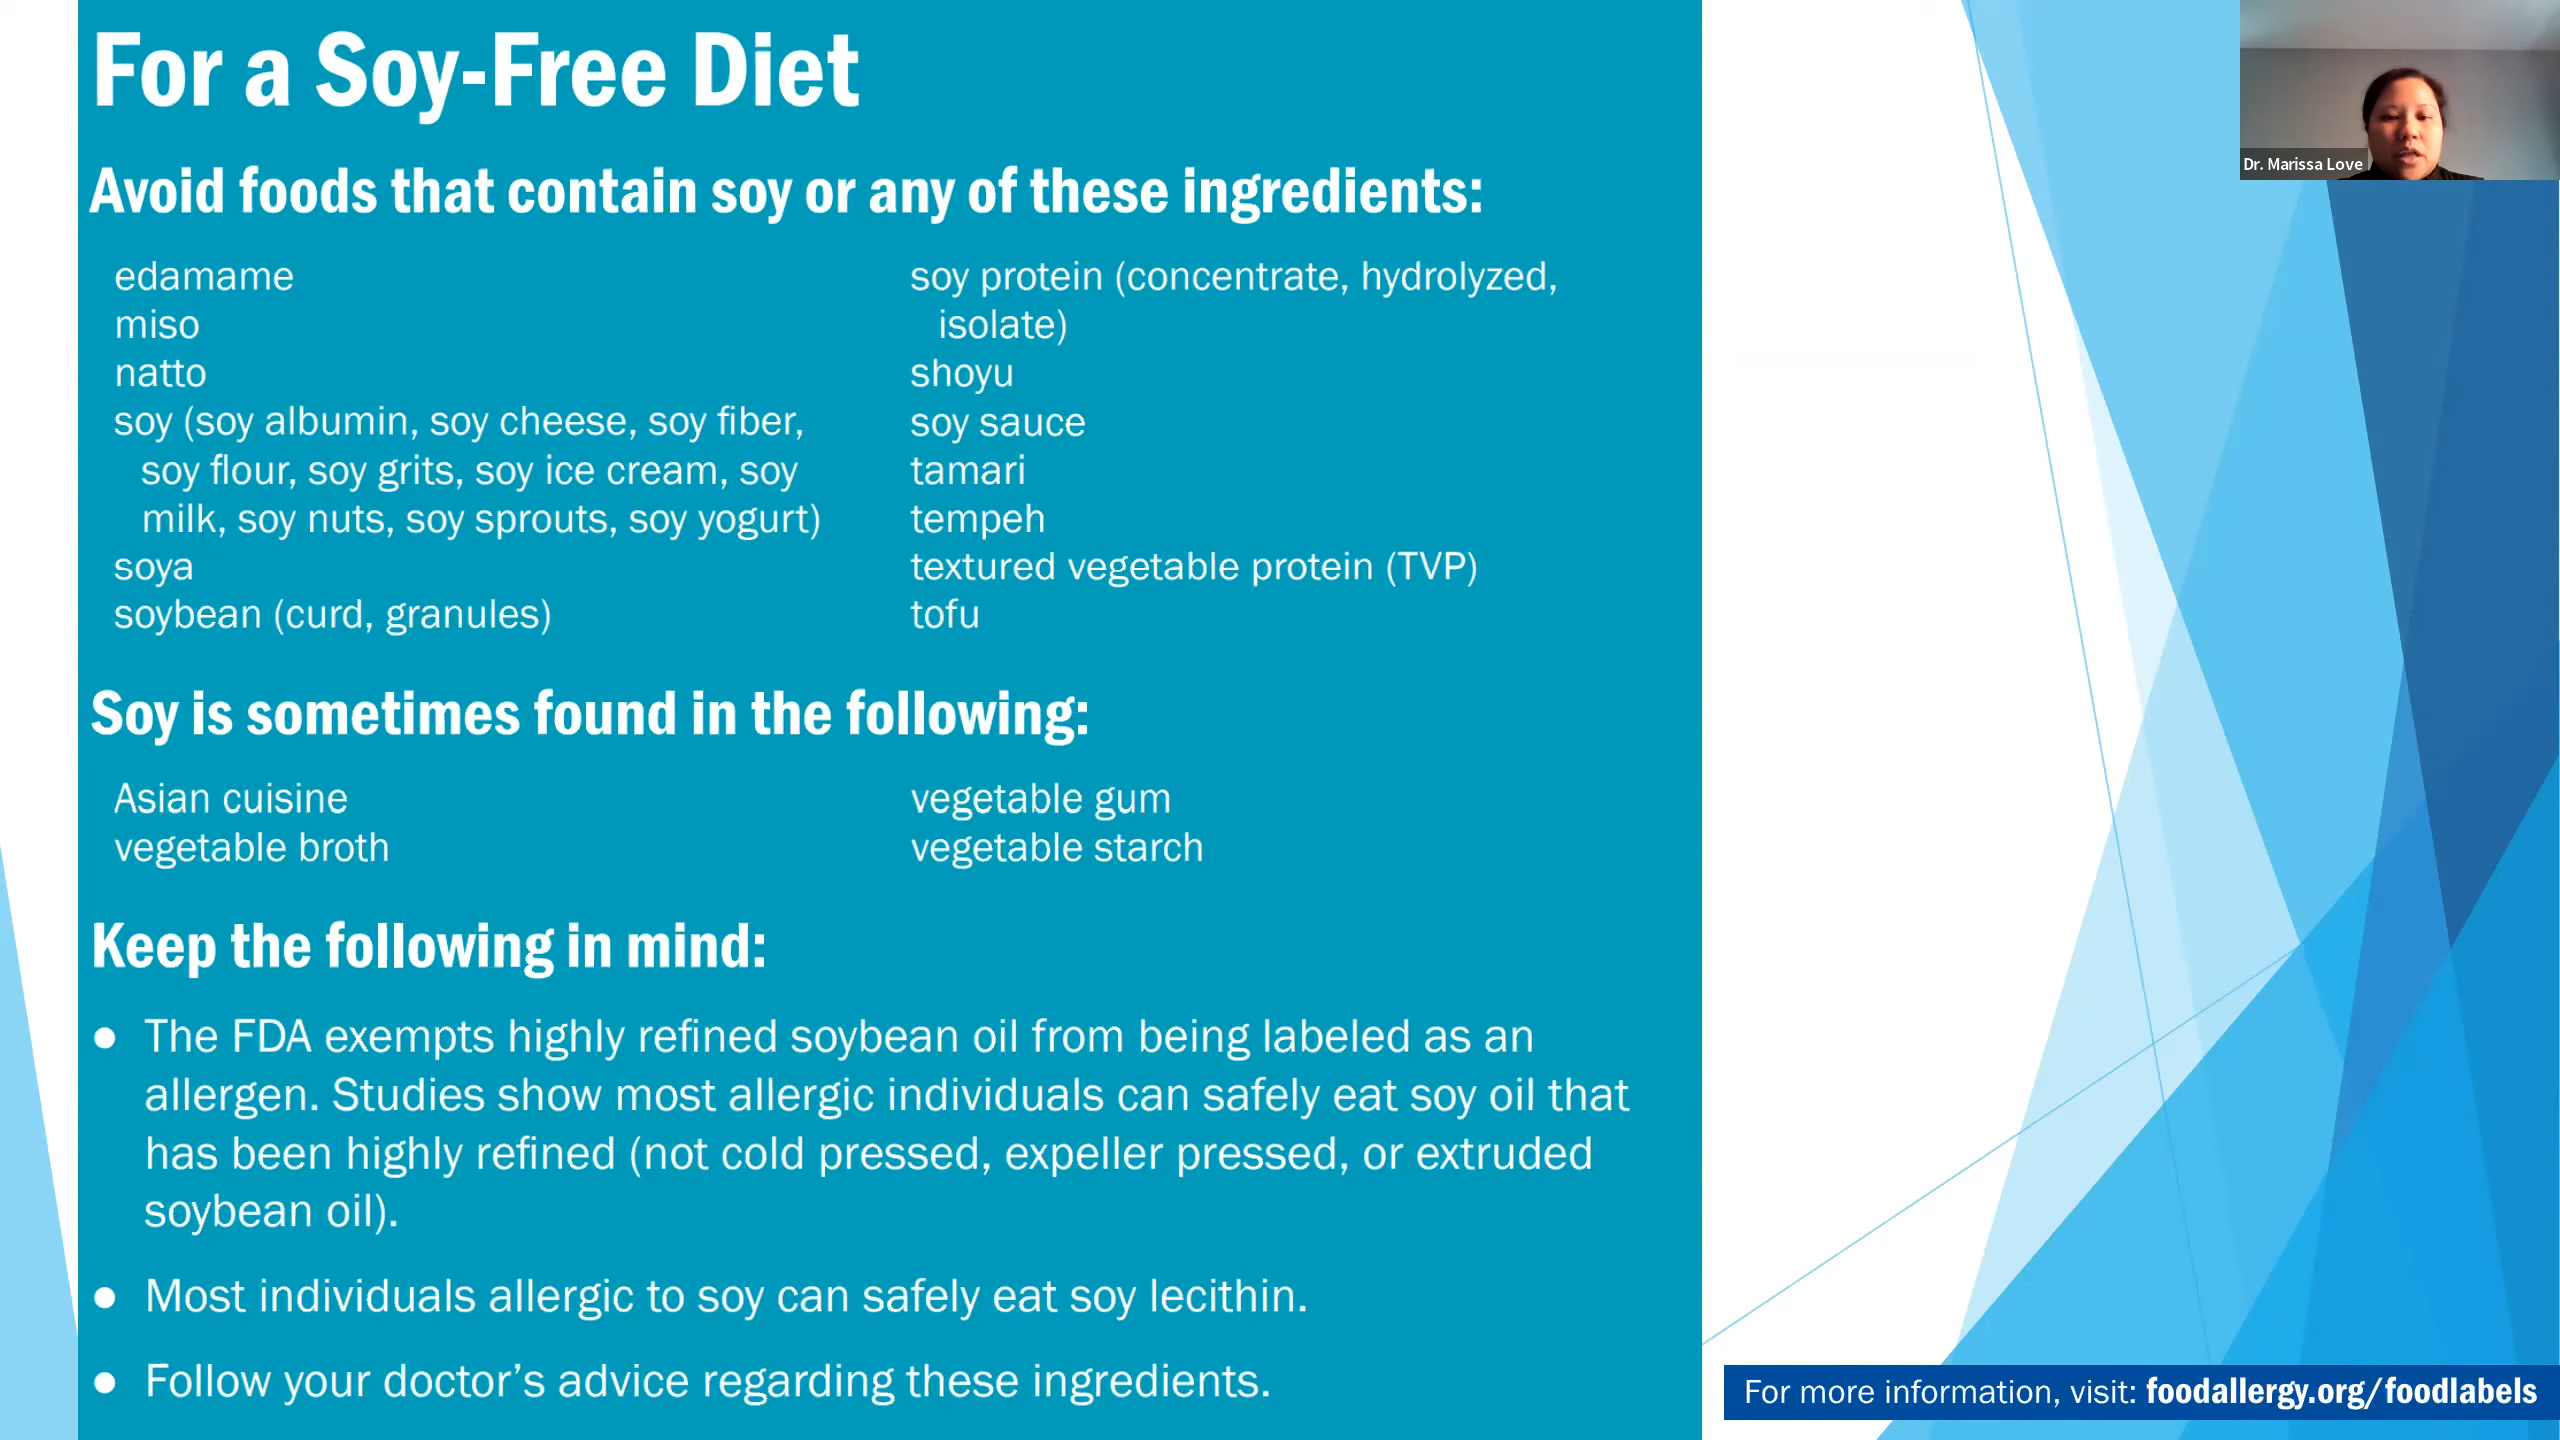 For a Soy-Free Diet
Avoid foods that contain soy or any of these ingredients:
edamame
miso
natto
soy (soy albumin, soy cheese, soy fiber,
soy flour, soy grits, soy ice cream, soy
milk, soy nuts, soy sprouts, soy yogurt)
soya
soybean (curd, granules)
soy protein (concentrate, hydrolyzed,
isolate)
shoyu
soy sauce
tamari
tempeh
textured vegetable protein (TVP)
tofu
Soy is sometimes found in the following:
Asian cuisine
vegetable broth
vegetable gum
vegetable starch
Keep the following in mind:
● The FDA exempts highly refined soybean oil from being labeled as an
allergen. Studies show most allergic individuals can safely eat soy oil that
has been highly refined (not cold pressed, expeller pressed, or extruded
soybean oil).
● Most individuals allergic to soy can safely eat soy lecithin.
● Follow your doctor’s advice regarding these ingredients.
Dr. Marissa Love
For more information, visit: foodallergy.org/foodlabels